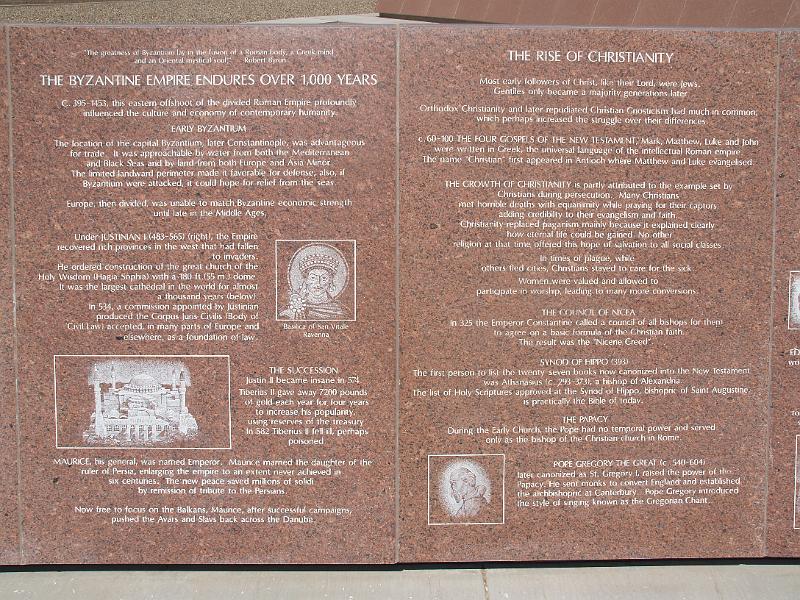 "The greatness of Byzantium lay in the fusion of a Roman body, a Greek mind
and an Oriental mystical soul." Robert Byron
THE BYZANTINE EMPIRE ENDURES OVER 1,000 YEARS
C. 395-1453, this eastern offshoot of the divided Roman Empire profoundly
influenced the culture and economy of contemporary humanity.
EARLY BYZANTIUM
The location of the capital Byzantium, later Constantinople, was advantageous
for trade. It was approachable by water from both the Mediterranean
and Black Seas and by land from both Europe and Asia Minor.
The limited landward perimeter made it favorable for defense; also, if
Byzantium were attacked, it could hope for relief from the seas.
Europe, then divided, was unable to match Byzantine economic strength
until late in the Middle Ages.
Under JUSTINIAN I (483-565) (right), the Empire
recovered rich provinces in the west that had fallen
to invaders.
He ordered construction of the great church of the
Holy Wisdom (Hagia Sophia) with a 180 ft. (55 m.) dome.
It was the largest cathedral in the world for almost
a thousand years (below).
In 534, a commission appointed by Justinian
produced the Corpus Juris Civilis (Body of
Civil Law) accepted, in many parts of Europe and
elsewhere, as a foundation of law.
Basilica of San Vitale
Ravenna
THE SUCCESSION
Justin II became insane in 574.
Tiberius II gave away 7200 pounds
of gold each year for four years
to increase his popularity,
using reserves of the treasury.
In 582 Tiberius II fell ill, perhaps
poisoned.
MAURICE, his general, was named Emperor. Maurice married the daughter of the
ruler of Persia, enlarging the empire to an extent never achieved in
six centuries. The new peace saved millions of solidi
by remission of tribute to the Persians.
Now free to focus on the Balkans, Maurice, after successful campaigns,
pushed the Avars and Slavs back across the Danube.
THE RISE OF CHRISTIANITY
Most early followers of Christ, like their Lord, were Jews.
Gentiles only became a majority generations later.
Orthodox Christianity and later repudiated Christian Gnosticism had much in common,
which perhaps increased the struggle over their differences.
c. 60-100 THE FOUR GOSPELS OF THE NEW TESTAMENT, Mark, Matthew, Luke and John
were written in Greek, the universal language of the intellectual Roman empire.
The name "Christian" first appeared in Antioch where Matthew and Luke evangelised.
THE GROWTH OF CHRISTIANITY is partly attributed to the example set by
Christians during persecution. Many Christians
met horrible deaths with equanimity while praying for their captors,
adding credibility to their evangelism and faith.
Christianity replaced paganism mainly because it explained clearly
how eternal life could be gained. No other
religion at that time offered this hope of salvation to all social classes.
In times of plague, while
others fled cities, Christians stayed to care for the sick.
Women were valued and allowed to
participate in worship, leading to many more conversions.
THE COUNCIL OF NICEA
In 325 the Emperor Constantine called a council of all bishops for them
to agree on a basic formula of the Christian faith.
The result was the "Nicene Creed".
SYNOD OF HIPPO (393)
The first person to list the twenty seven books now canonized into the New Testament
was Athanasius (c. 293-373), a bishop of Alexandria.
The list of Holy Scriptures approved at the Synod of Hippo, bishopric of Saint Augustine,
is practically the Bible of today.
THE PAPACY
During the Early Church, the Pope had no temporal power and served
only as the bishop of the Christian church in Rome.
POPE GREGORY THE GREAT (c. 540-604)
later canonized as St. Gregory I, raised the power of the
Papacy. He sent monks to convert England and established
the archbishopric at Canterbury. Pope Gregory introduced
the style of singing known as the Gregorian Chant.